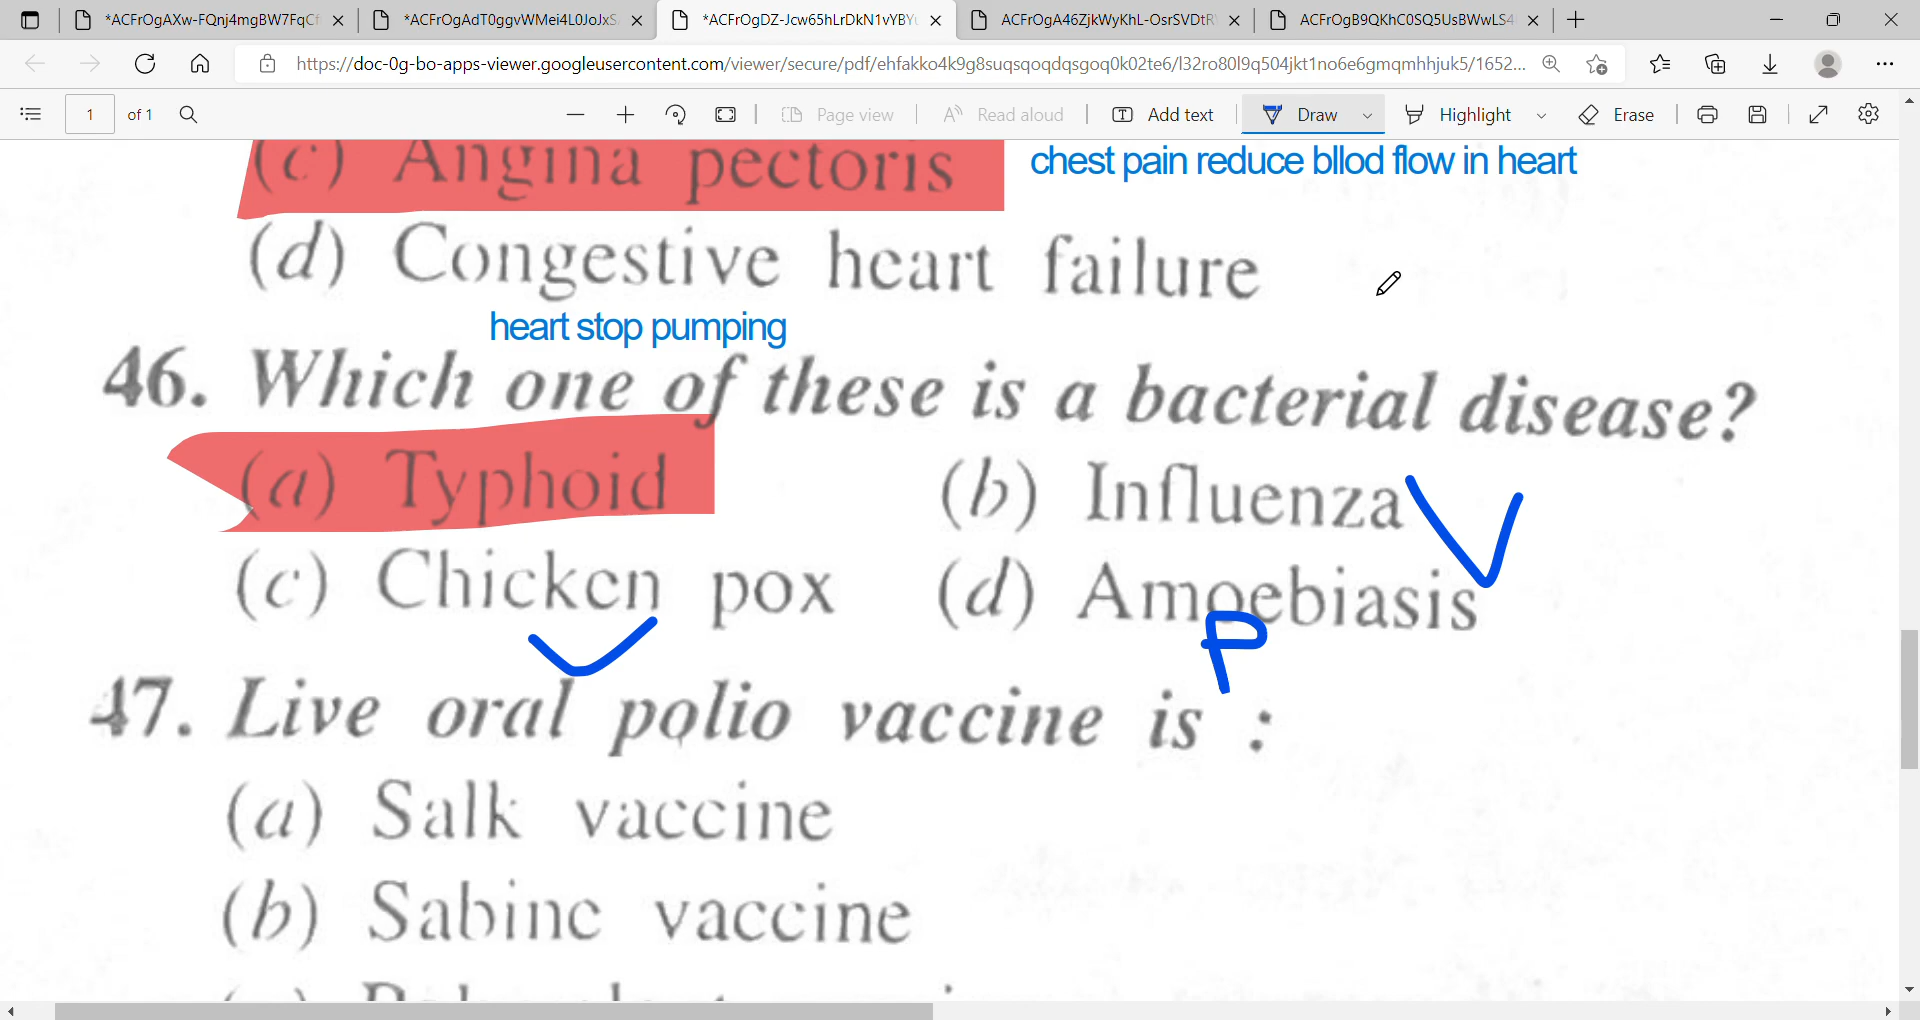 *ACFrOgAXw-FQnj4mgBW7FqCf
*ACFrOgAdT0ggvWMei4L0JoJxS
*ACFrOgDZ-Jcw65hLrDkN1vYBYu
ACFrOgA46ZjkWyKhL-OsrSVDtR
ACFrOgB9QKhC0SQ5UsBWwLS4
https://doc-0g-bo-apps-viewer.googleusercontent.com/viewer/secure/pdf/ehfakko4k9g8suqsqoqdqsgoq0k02te6/l32ro80l9q504jkt1no6e6gmqmhhjuk5/1652...
1 of 1 Page view Read aloud Add text Draw Highlight Erase
(c) Angina pectoris chest pain reduce bllod flow in heart
(d) Congestive heart failure
heart stop pumping
46. Which one of these is a bacterial disease?
(a) Typhoid (b) Influenza V
(c) Chicken pox (d) Amoebiasis
V P
47. Live oral polio vaccine is :
(a) Salk vaccine
(b) Sabine vaccine